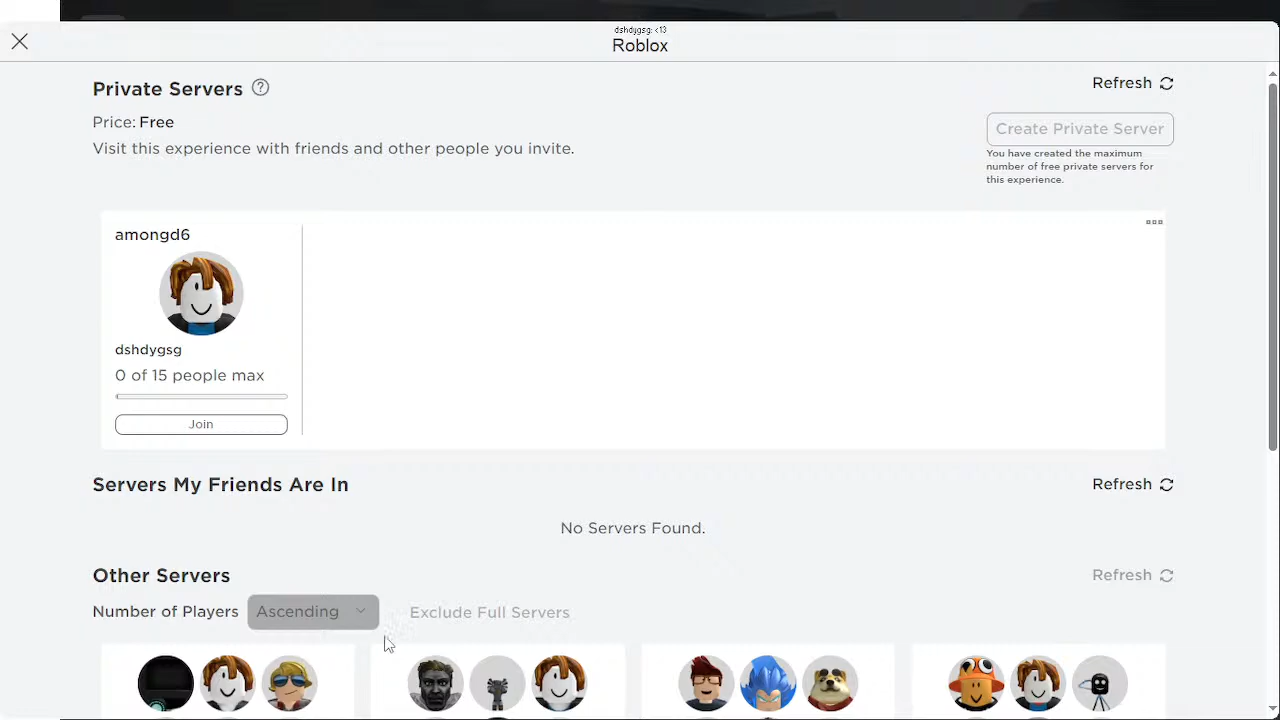 dshdygsg: <13
Roblox
Private Servers
Refresh
Price: Free
Create Private Server
Visit this experience with friends and other people you invite.
You have created the maximum
number of free private servers for
this experience.
amongd6
dshdygsg
0 of 15 people max
Join
Servers My Friends Are In
Refresh
No Servers Found.
Other Servers
Refresh
Number of Players
Ascending
Exclude Full Servers